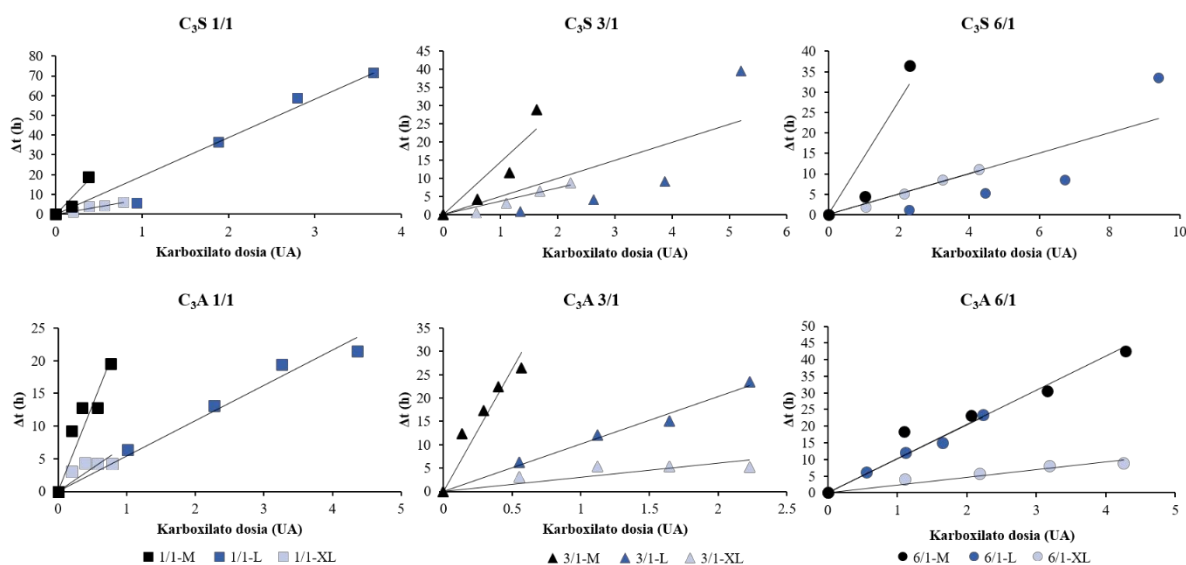 C₃S 1/1
80
70
60
50
40
30
20
10
0
Δt (h)
0 1 2 3 4
Karboxilato dosia (UA)
C₃S 3/1
45
40
35
30
25
20
15
10
5
0
Δt (h)
0 1 2 3 4 5 6
Karboxilato dosia (UA)
C₃S 6/1
40
35
30
25
20
15
10
5
0
Δt (h)
0 2 4 6 8 10
Karboxilato dosia (UA)
C₃A 1/1
25
20
15
10
5
0
Δt (h)
0 1 2 3 4 5
Karboxilato dosia (UA)
1/1-M 1/1-L 1/1-XL
C₃A 3/1
35
30
25
20
15
10
5
0
Δt (h)
0 0.5 1 1.5 2 2.5
Karboxilato dosia (UA)
3/1-M 3/1-L 3/1-XL
C₃A 6/1
50
45
40
35
30
25
20
15
10
5
0
Δt (h)
0 1 2 3 4 5
Karboxilato dosia (UA)
6/1-M 6/1-L 6/1-XL